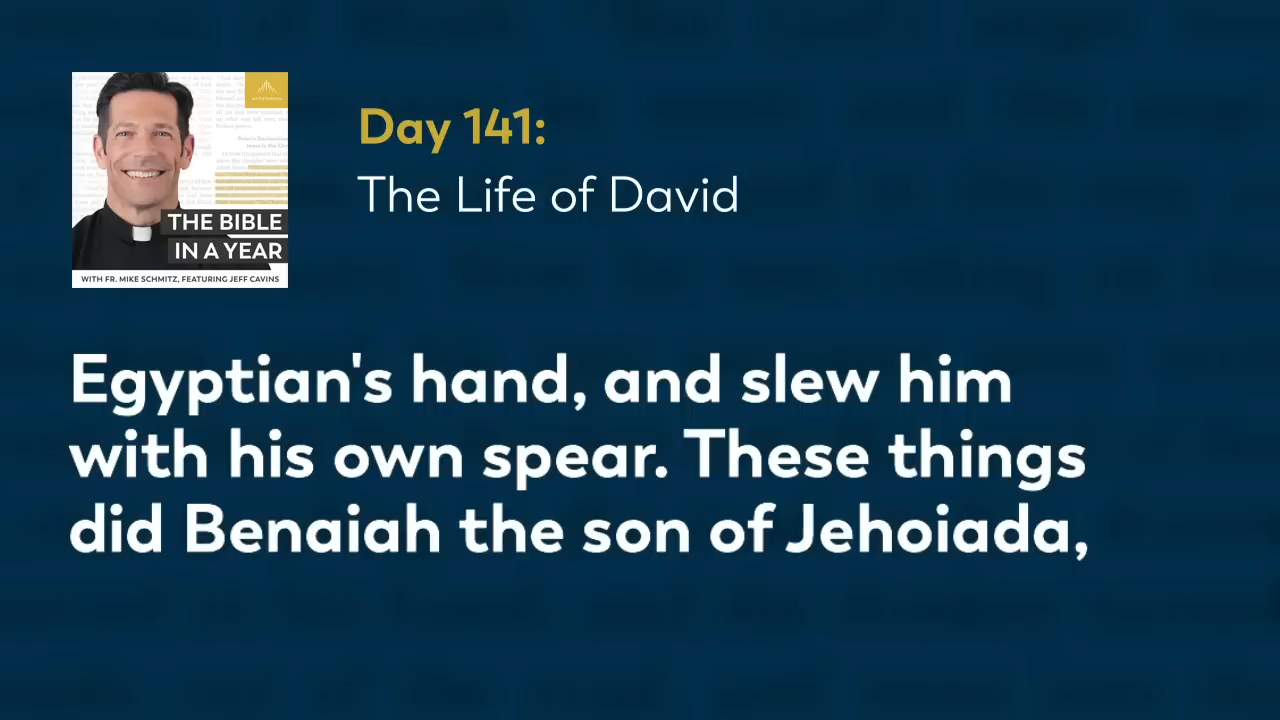 Day 141:
The Life of David
THE BIBLE
IN A YEAR
WITH FR. MIKE SCHMITZ, FEATURING JEFF CAVINS
Egyptian's hand, and slew him
with his own spear. These things
did Benaiah the son of Jehoiada,